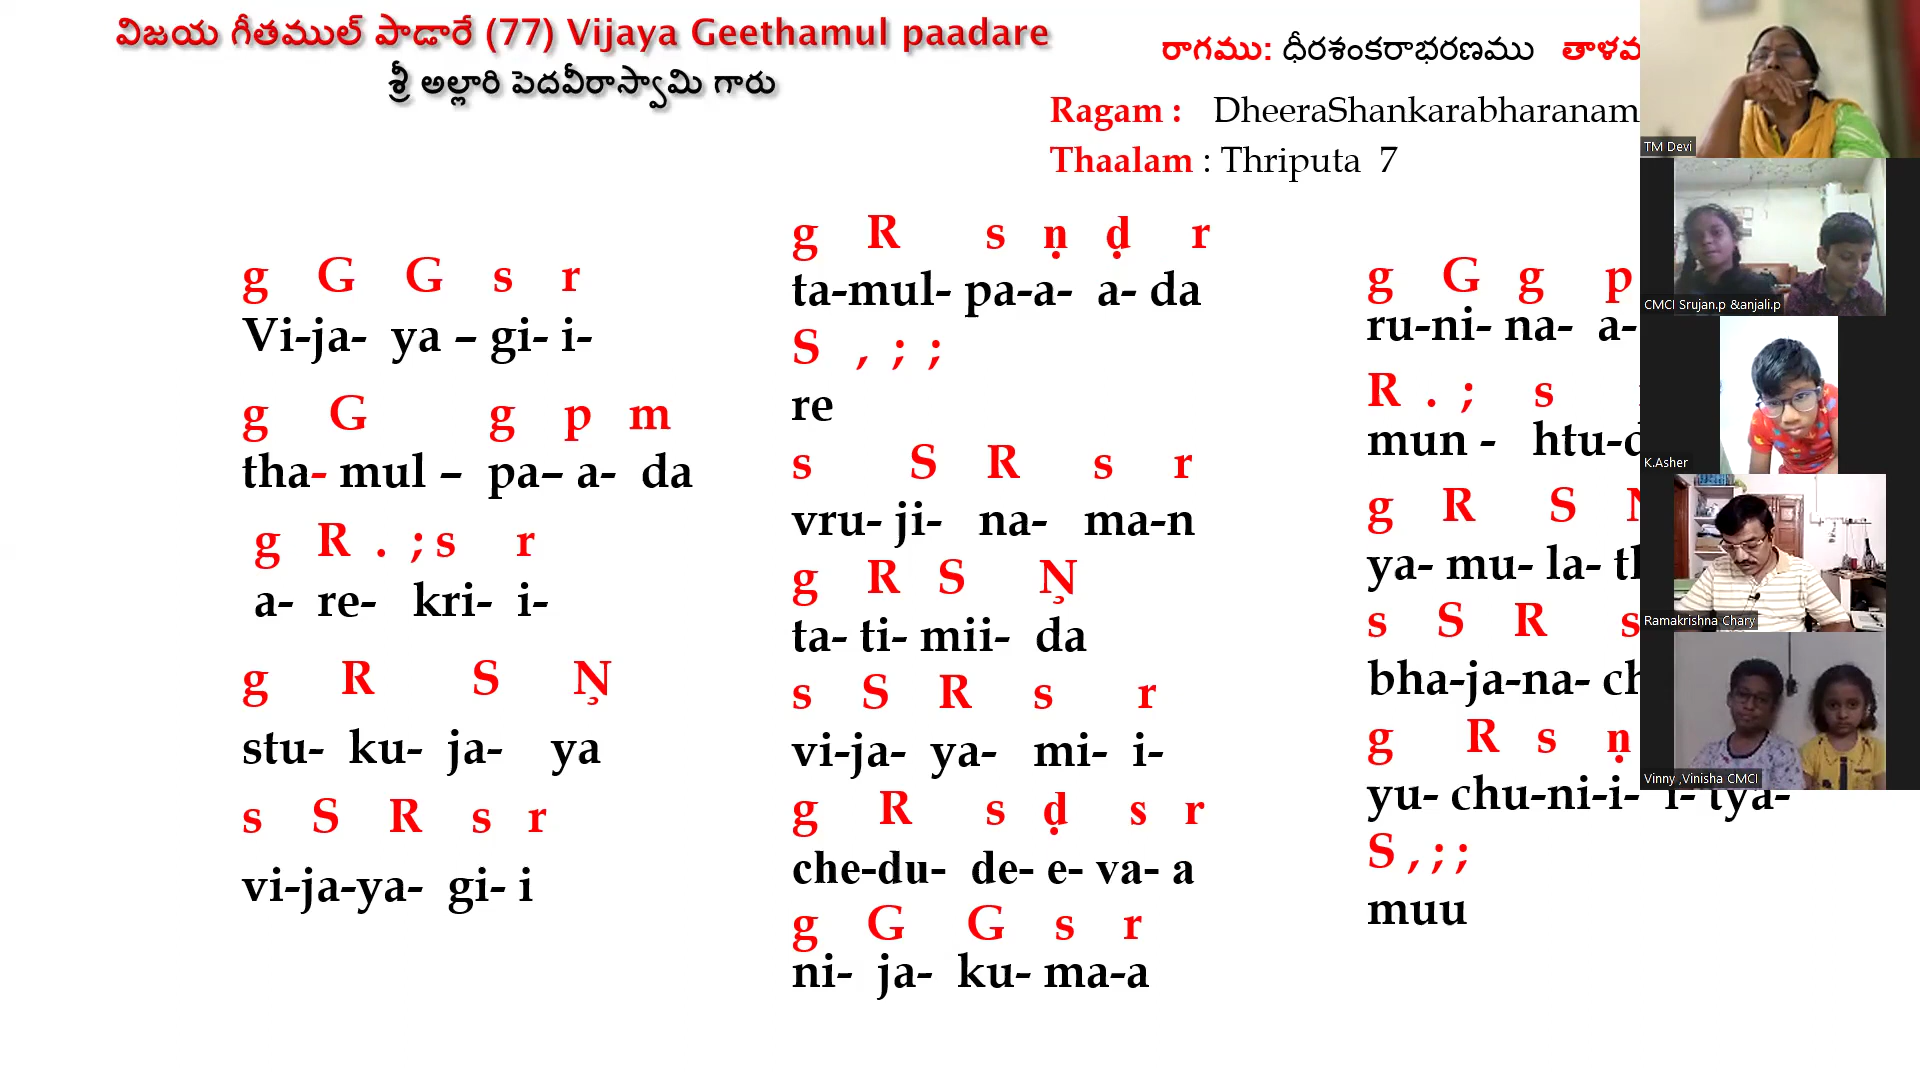 విజయ గీతముల్ పాడారే (77) Vijaya Geethamul paadare
శ్రీ అల్లారి పెదవీరాస్వామి గారు
రాగము: ధీరశంకరాభరణము
Ragam : DheeraShankarabharanam
Thaalam : Thriputa 7
g G G s r
Vi-ja- ya – gi- i-
g G g p m
tha- mul – pa– a- da
g R . ; s r
a- re- kri- i-
g R S Ṇ
stu- ku- ja- ya
s S R s r
vi-ja-ya- gi- i
g R s ṇ ḍ r
ta-mul- pa-a- a- da
S , ; ;
re
s S R s r
vru- ji- na- ma-n
g R S Ṇ
ta- ti- mii- da
s S R s r
vi-ja- ya- mi- i-
g R s ḍ s r
che-du- de- e- va- a
g G G s r
ni- ja- ku- ma-a
g G g p
ru-ni- na- a-
R . ; s
mun - htu-
g R S
ya- mu- la-
s S R s
bha-ja-na-
g R s ṇ
yu- chu-ni-i- i- tya-
S , ; ;
muu
TM Devi
CMCI Srujan.p &anjali.p
K.Asher
Ramakrishna Chary
Vinny ,Vinisha CMCI